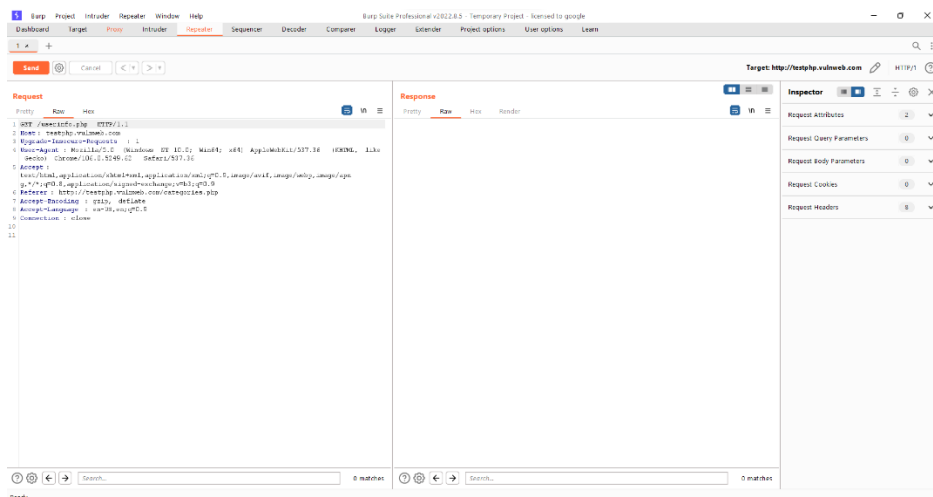 Burp Project Intruder Repeater Window Help Burp Suite Professional v2022.8.5 - Temporary Project - licensed to google
Dashboard Target Proxy Intruder Repeater Sequencer Decoder Comparer Logger Extender Project options User options Learn
1 × +
Send Cancel < > Target: http://testphp.vulnweb.com HTTP/1
Request
Pretty Raw Hex \n
1 GET /userinfo.php HTTP/1.1
2 Host: testphp.vulnweb.com
3 Upgrade-Insecure-Requests : 1
4 User-Agent : Mozilla/5.0 (Windows NT 10.0; Win64; x64) AppleWebKit/537.36 (KHTML, like
Gecko) Chrome/106.0.5249.62 Safari/537.36
5 Accept :
text/html,application/xhtml+xml,application/xml;q=0.9,image/avif,image/webp,image/apn
g,*/*;q=0.8,application/signed-exchange;v=b3;q=0.9
6 Referer : http://testphp.vulnweb.com/categories.php
7 Accept-Encoding : gzip, deflate
8 Accept-Language : en-US,en;q=0.9
9 Connection : close
10
11
Search... 0 matches
Response
Pretty Raw Hex Render \n
Search... 0 matches
Inspector
Request Attributes 2
Request Query Parameters 0
Request Body Parameters 0
Request Cookies 0
Request Headers 8
Ready